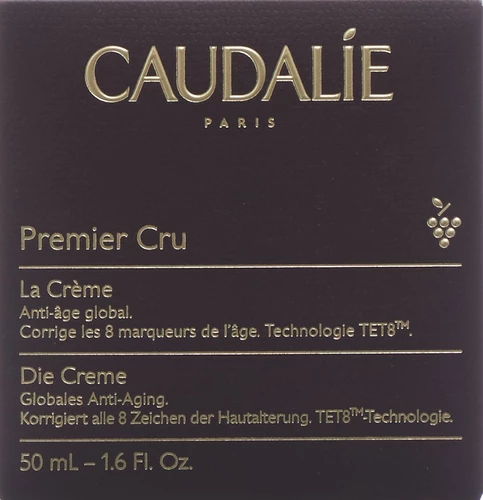 CAUDALÍE
PARIS
Premier Cru
La Crème
Anti-âge global.
Corrige les 8 marqueurs de l'âge. Technologie TET8™.
Die Creme
Globales Anti-Aging.
Korrigiert alle 8 Zeichen der Hautalterung. TET8™-Technologie.
50 mL – 1.6 Fl. Oz.